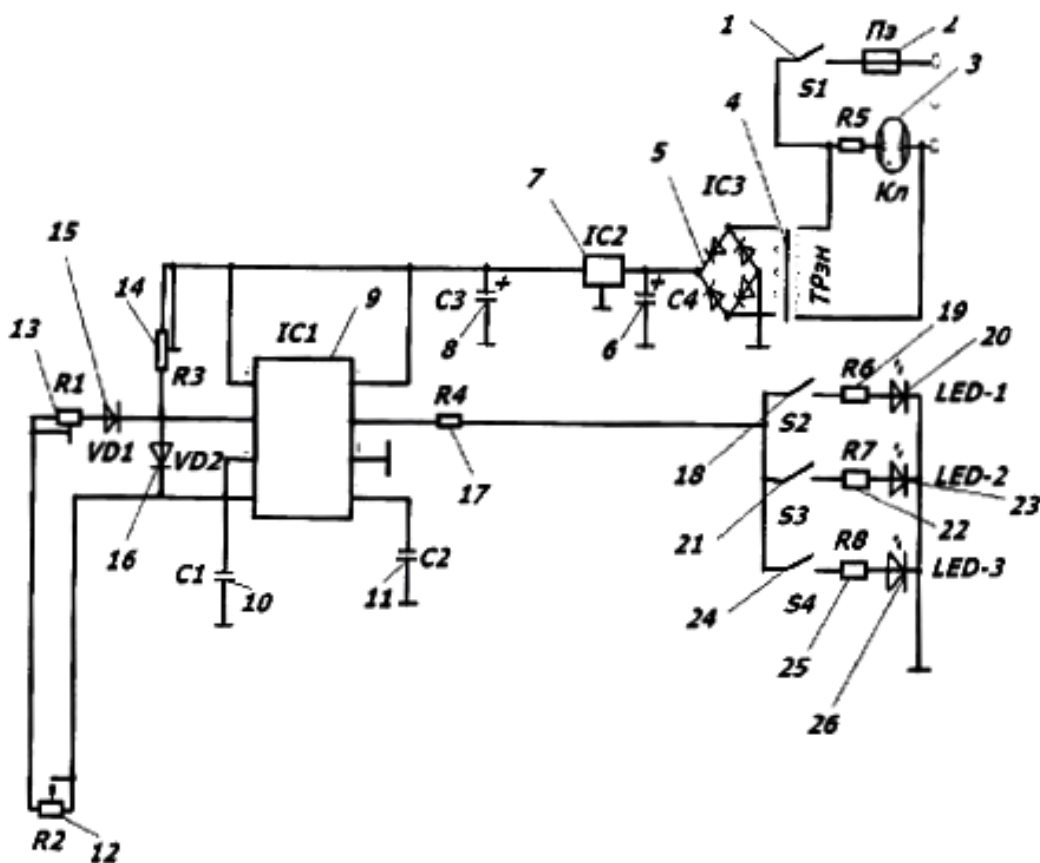 1
Пз
2
S1
3
4
R5
Кл
5
IC3
7
IC2
15
14
C3
C4
ТРзн
13
IC1
9
8
6
19
20
R3
R1
R4
R6
LED-1
VD1
VD2
S2
18
17
R7
LED-2
16
21
S3
22
23
C1
C2
R8
LED-3
10
11
24
S4
25
26
R2
12